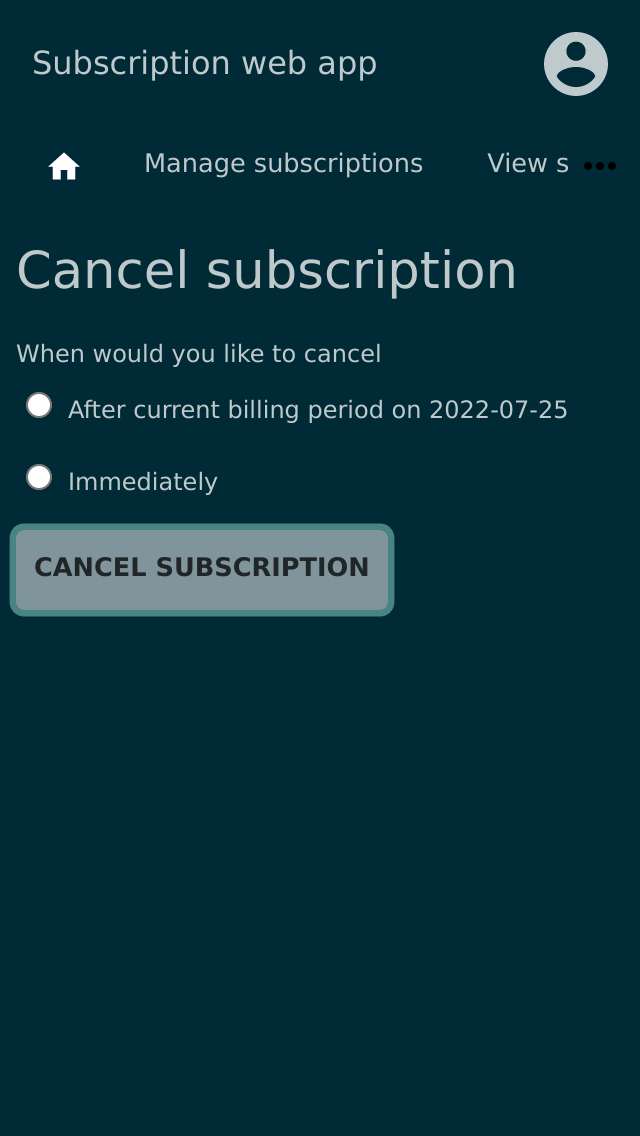 Subscription web app
Manage subscriptions View s
Cancel subscription
When would you like to cancel
After current billing period on 2022-07-25
Immediately
CANCEL SUBSCRIPTION